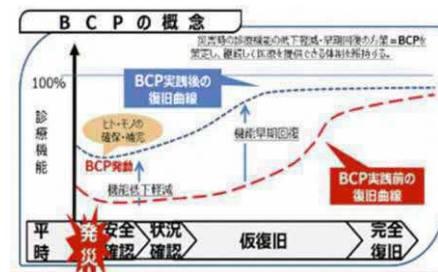 BCPの概念
災害時の診療機能の低下軽減・早期回復の方策=BCPを
策定し、継続して医療を提供できる体制を維持する。
100%
BCP実践後の
復旧曲線
診療機能
ヒト・モノの
確保・補完
BCP発動
機能早期回復
機能低下軽減
BCP実践前の
復旧曲線
平時
発災
安全確認
状況確認
仮復旧
完全復旧